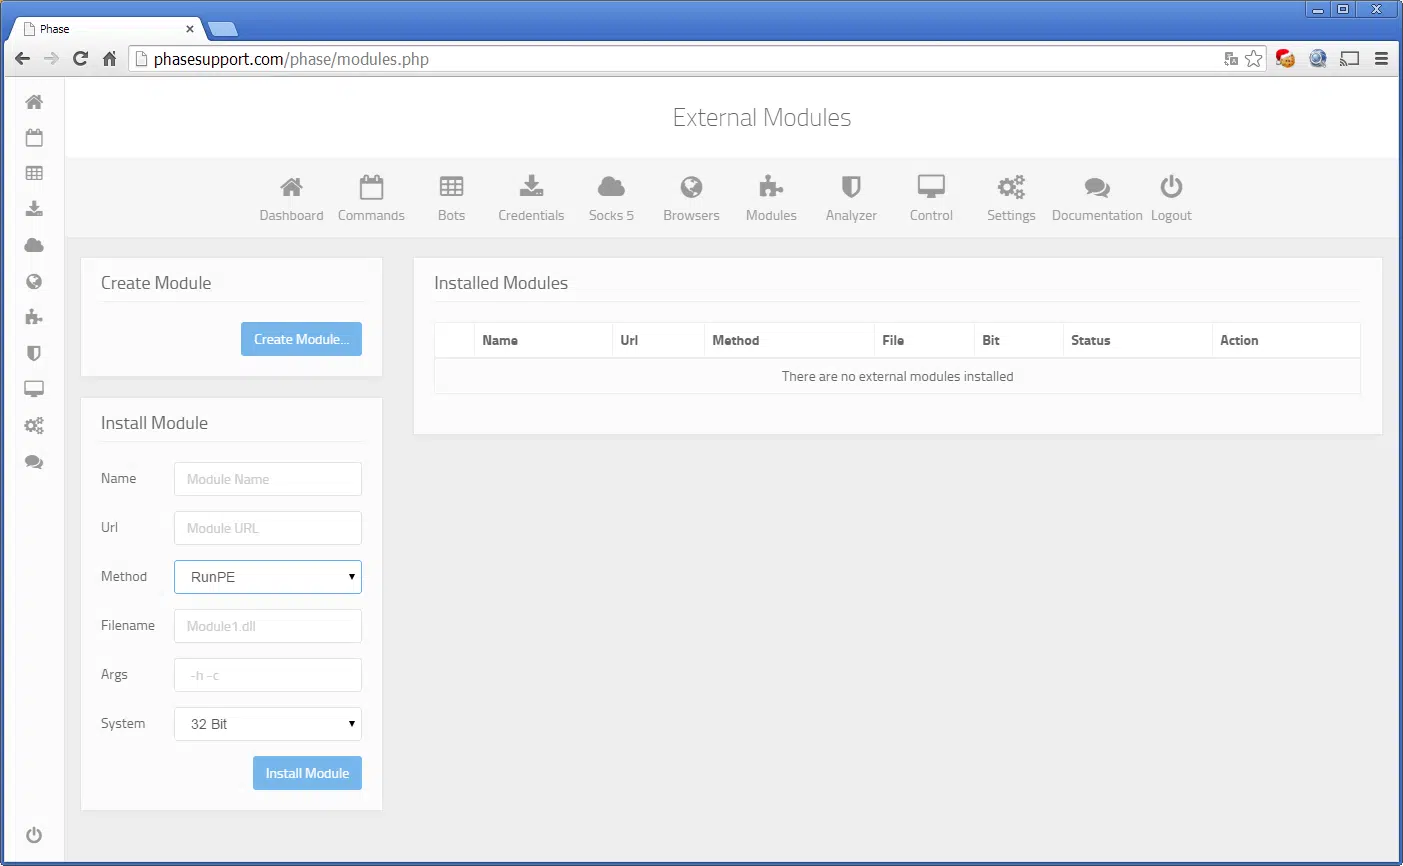 Phase
phasesupport.com/phase/modules.php
External Modules
Dashboard Commands Bots Credentials Socks 5 Browsers Modules Analyzer Control Settings Documentation Logout
Create Module
Create Module...
Install Module
Name Module Name
Url Module URL
Method RunPE
Filename Module1.dll
Args -h -c
System 32 Bit
Install Module
Installed Modules
Name Url Method File Bit Status Action
There are no external modules installed